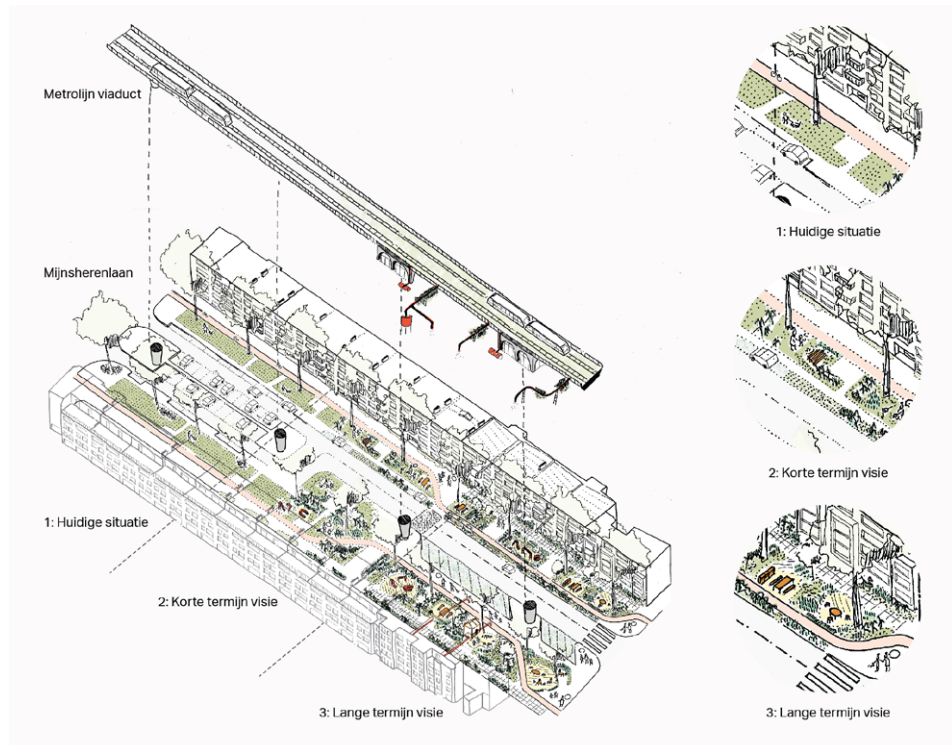 Metrolijn viaduct
Mijnsherenlaan
1: Huidige situatie
2: Korte termijn visie
3: Lange termijn visie
1: Huidige situatie
2: Korte termijn visie
3: Lange termijn visie